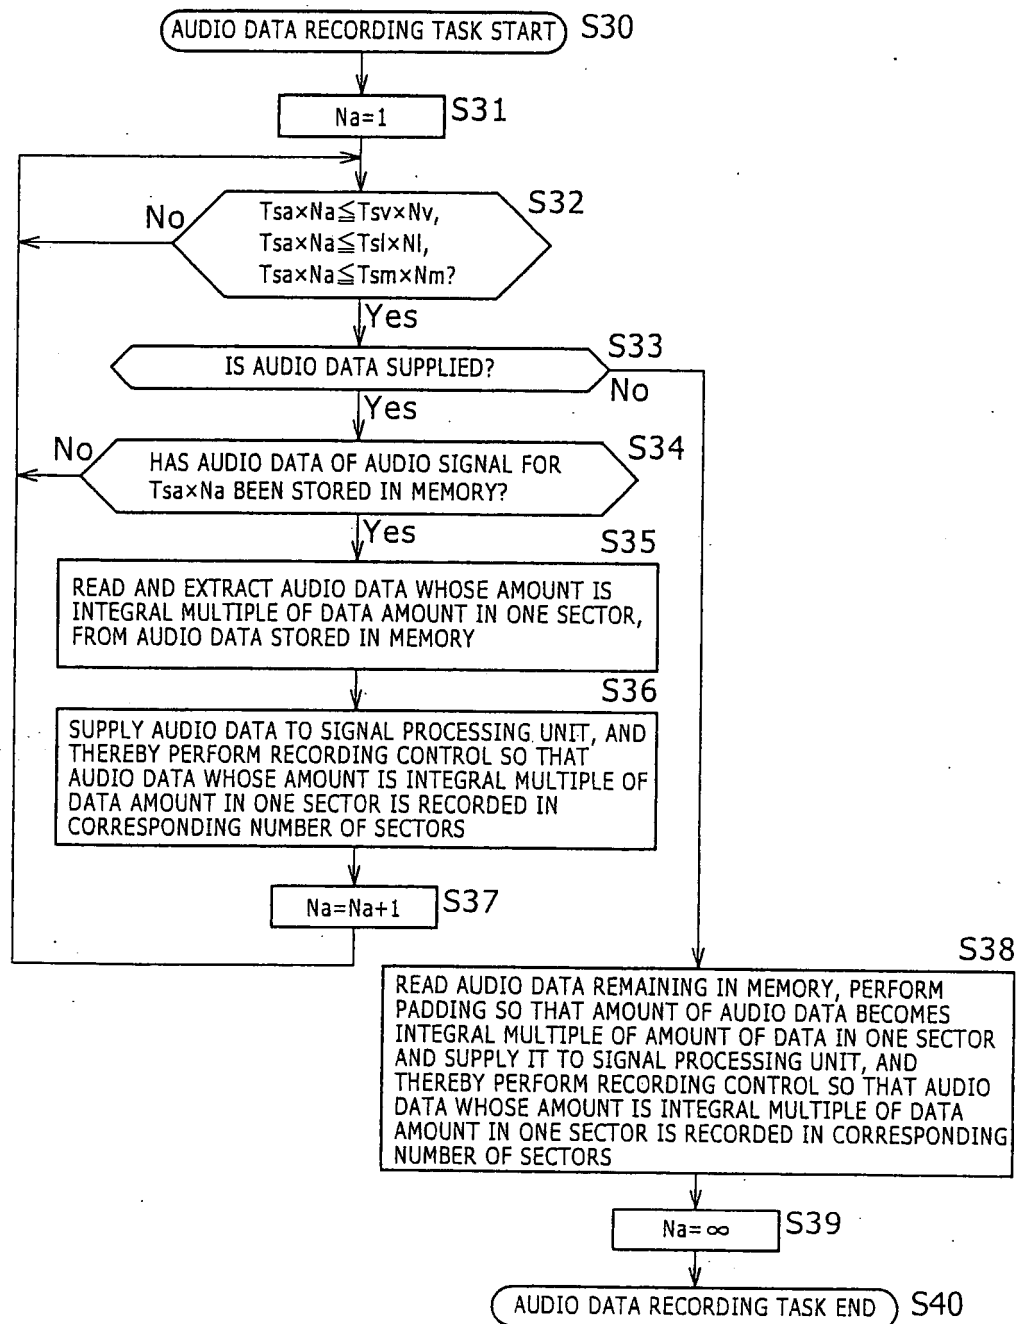 AUDIO DATA RECORDING TASK START S30
Na=1 S31
S32
No
Tsa×Na≦Tsv×Nv,
Tsa×Na≦Tsl×Nl,
Tsa×Na≦Tsm×Nm?
Yes
S33
IS AUDIO DATA SUPPLIED?
No
Yes
S34
No
HAS AUDIO DATA OF AUDIO SIGNAL FOR
Tsa×Na BEEN STORED IN MEMORY?
Yes
S35
READ AND EXTRACT AUDIO DATA WHOSE AMOUNT IS
INTEGRAL MULTIPLE OF DATA AMOUNT IN ONE SECTOR,
FROM AUDIO DATA STORED IN MEMORY
S36
SUPPLY AUDIO DATA TO SIGNAL PROCESSING UNIT, AND
THEREBY PERFORM RECORDING CONTROL SO THAT
AUDIO DATA WHOSE AMOUNT IS INTEGRAL MULTIPLE OF
DATA AMOUNT IN ONE SECTOR IS RECORDED IN
CORRESPONDING NUMBER OF SECTORS
Na=Na+1 S37
S38
READ AUDIO DATA REMAINING IN MEMORY, PERFORM
PADDING SO THAT AMOUNT OF AUDIO DATA BECOMES
INTEGRAL MULTIPLE OF AMOUNT OF DATA IN ONE SECTOR
AND SUPPLY IT TO SIGNAL PROCESSING UNIT, AND
THEREBY PERFORM RECORDING CONTROL SO THAT AUDIO
DATA WHOSE AMOUNT IS INTEGRAL MULTIPLE OF DATA
AMOUNT IN ONE SECTOR IS RECORDED IN CORRESPONDING
NUMBER OF SECTORS
Na=∞ S39
AUDIO DATA RECORDING TASK END S40